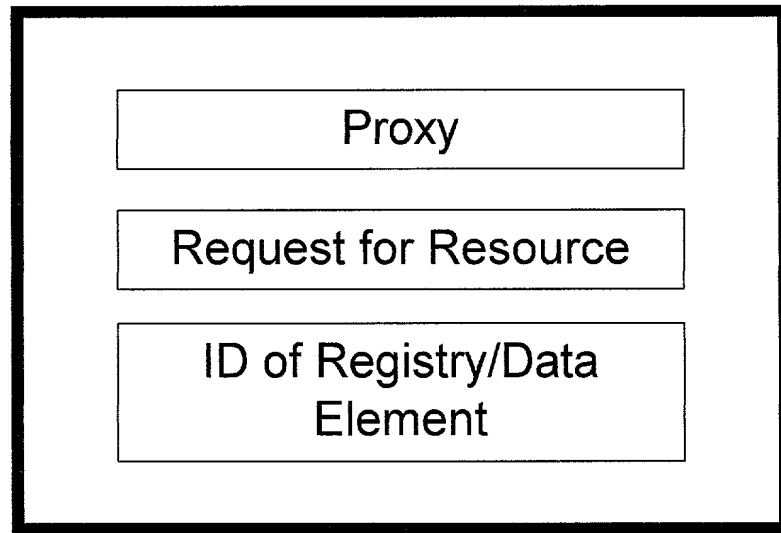 Proxy
Request for Resource
ID of Registry/Data
Element